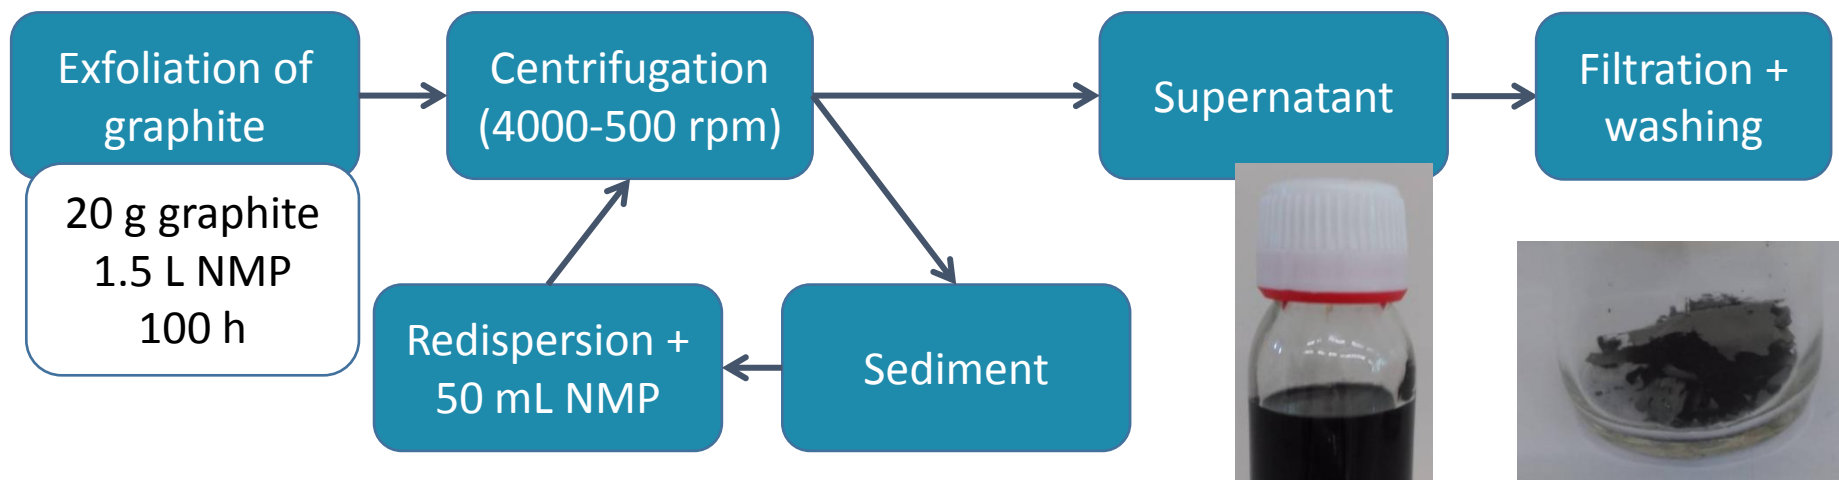 Exfoliation of
graphite
20 g graphite
1.5 L NMP
100 h
Centrifugation
(4000-500 rpm)
Redispersion +
50 mL NMP
Sediment
Supernatant
Filtration +
washing